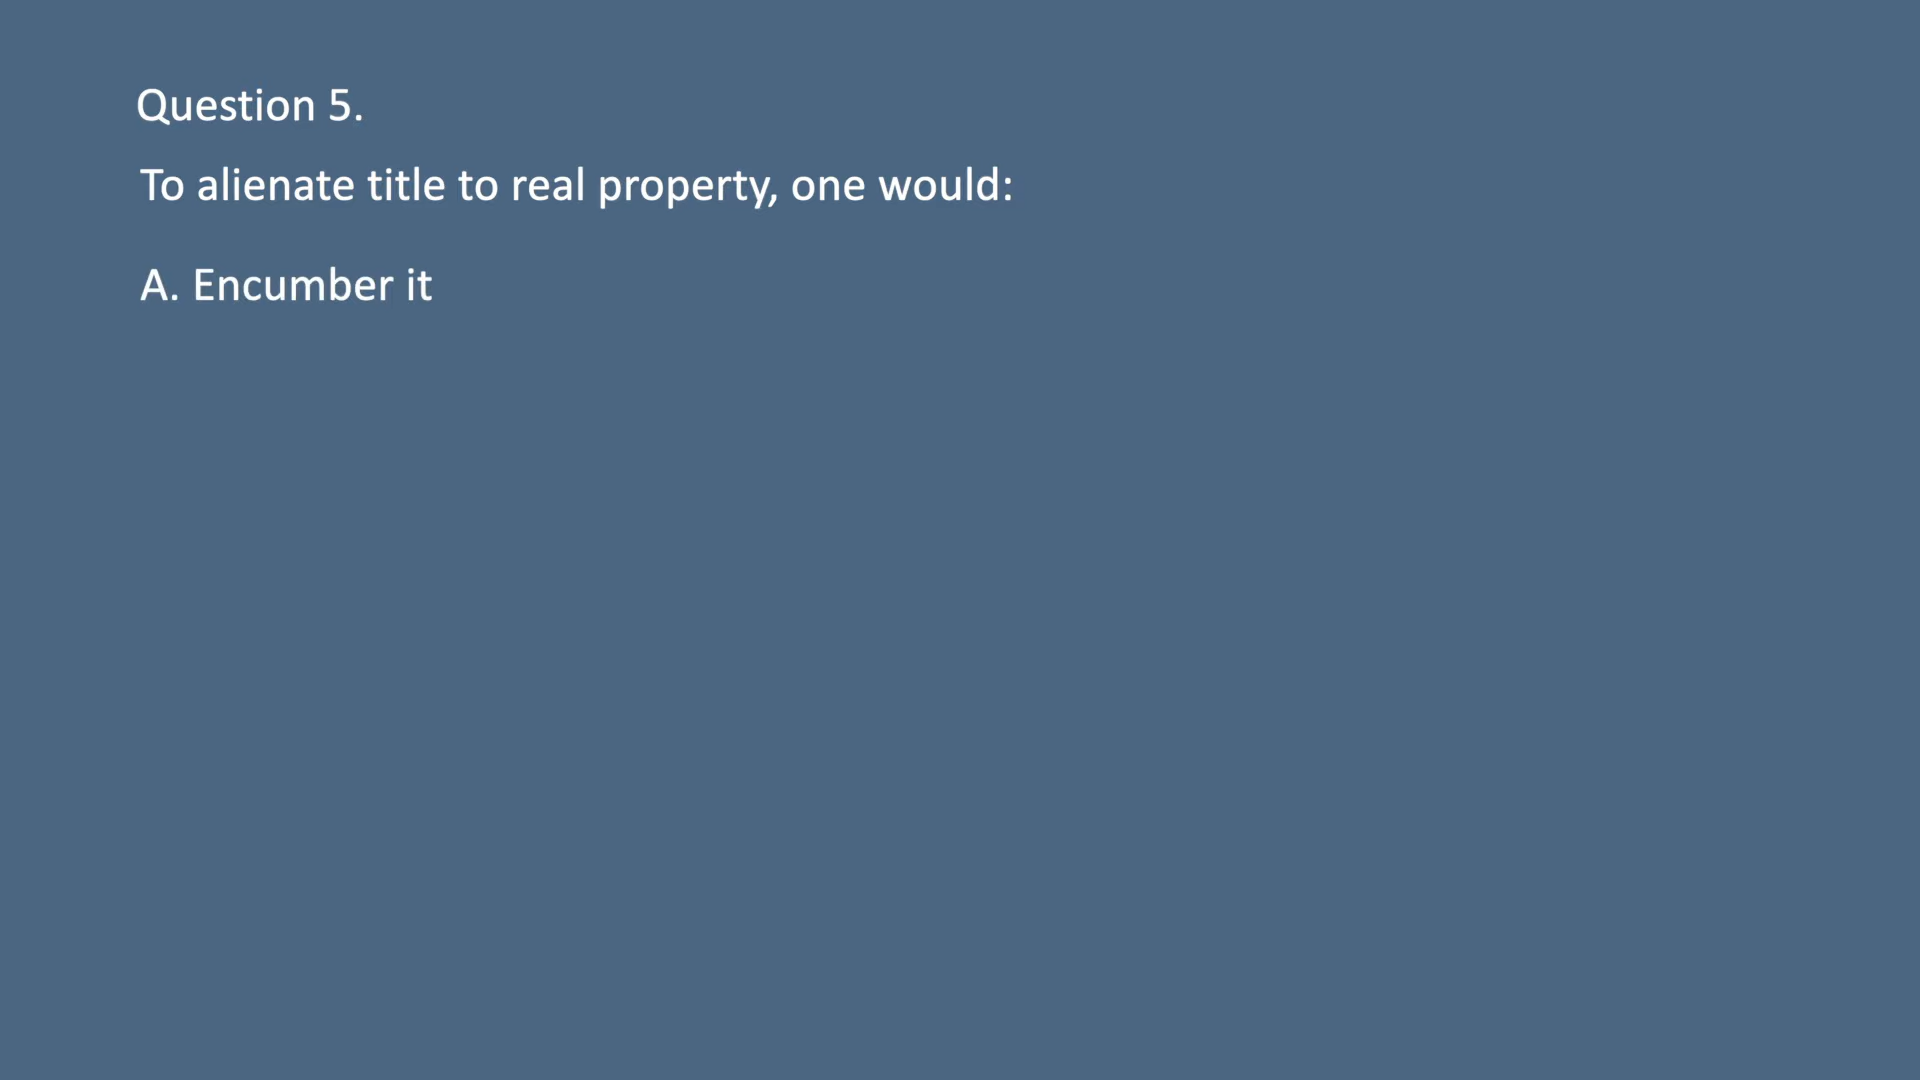 Question 5.
To alienate title to real property, one would:
A. Encumber it